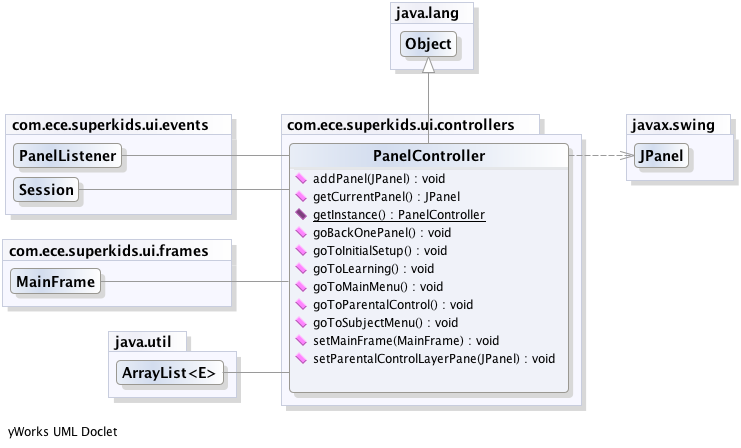 java.lang
Object
com.ece.superkids.ui.events
PanelListener
Session
com.ece.superkids.ui.frames
MainFrame
java.util
ArrayList<E>
com.ece.superkids.ui.controllers
PanelController
addPanel(JPanel) : void
getCurrentPanel() : JPanel
getInstance() : PanelController
goBackOnePanel() : void
goToInitialSetup() : void
goToLearning() : void
goToMainMenu() : void
goToParentalControl() : void
goToSubjectMenu() : void
setMainFrame(MainFrame) : void
setParentalControlLayerPane(JPanel) : void
javax.swing
JPanel
yWorks UML Doclet